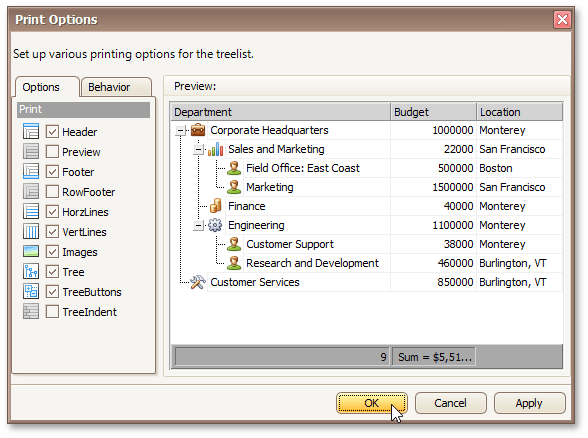 Print Options
Set up various printing options for the treelist.
Options Behavior
Print
Header
Preview
Footer
RowFooter
HorzLines
VertLines
Images
Tree
TreeButtons
TreeIndent
Preview:
Department Budget Location
Corporate Headquarters 1000000 Monterey
Sales and Marketing 22000 San Francisco
Field Office: East Coast 500000 Boston
Marketing 1500000 San Francisco
Finance 40000 Monterey
Engineering 1100000 Monterey
Customer Support 38000 Monterey
Research and Development 460000 Burlington, VT
Customer Services 850000 Burlington, VT
9 Sum = $5,51...
OK Cancel Apply